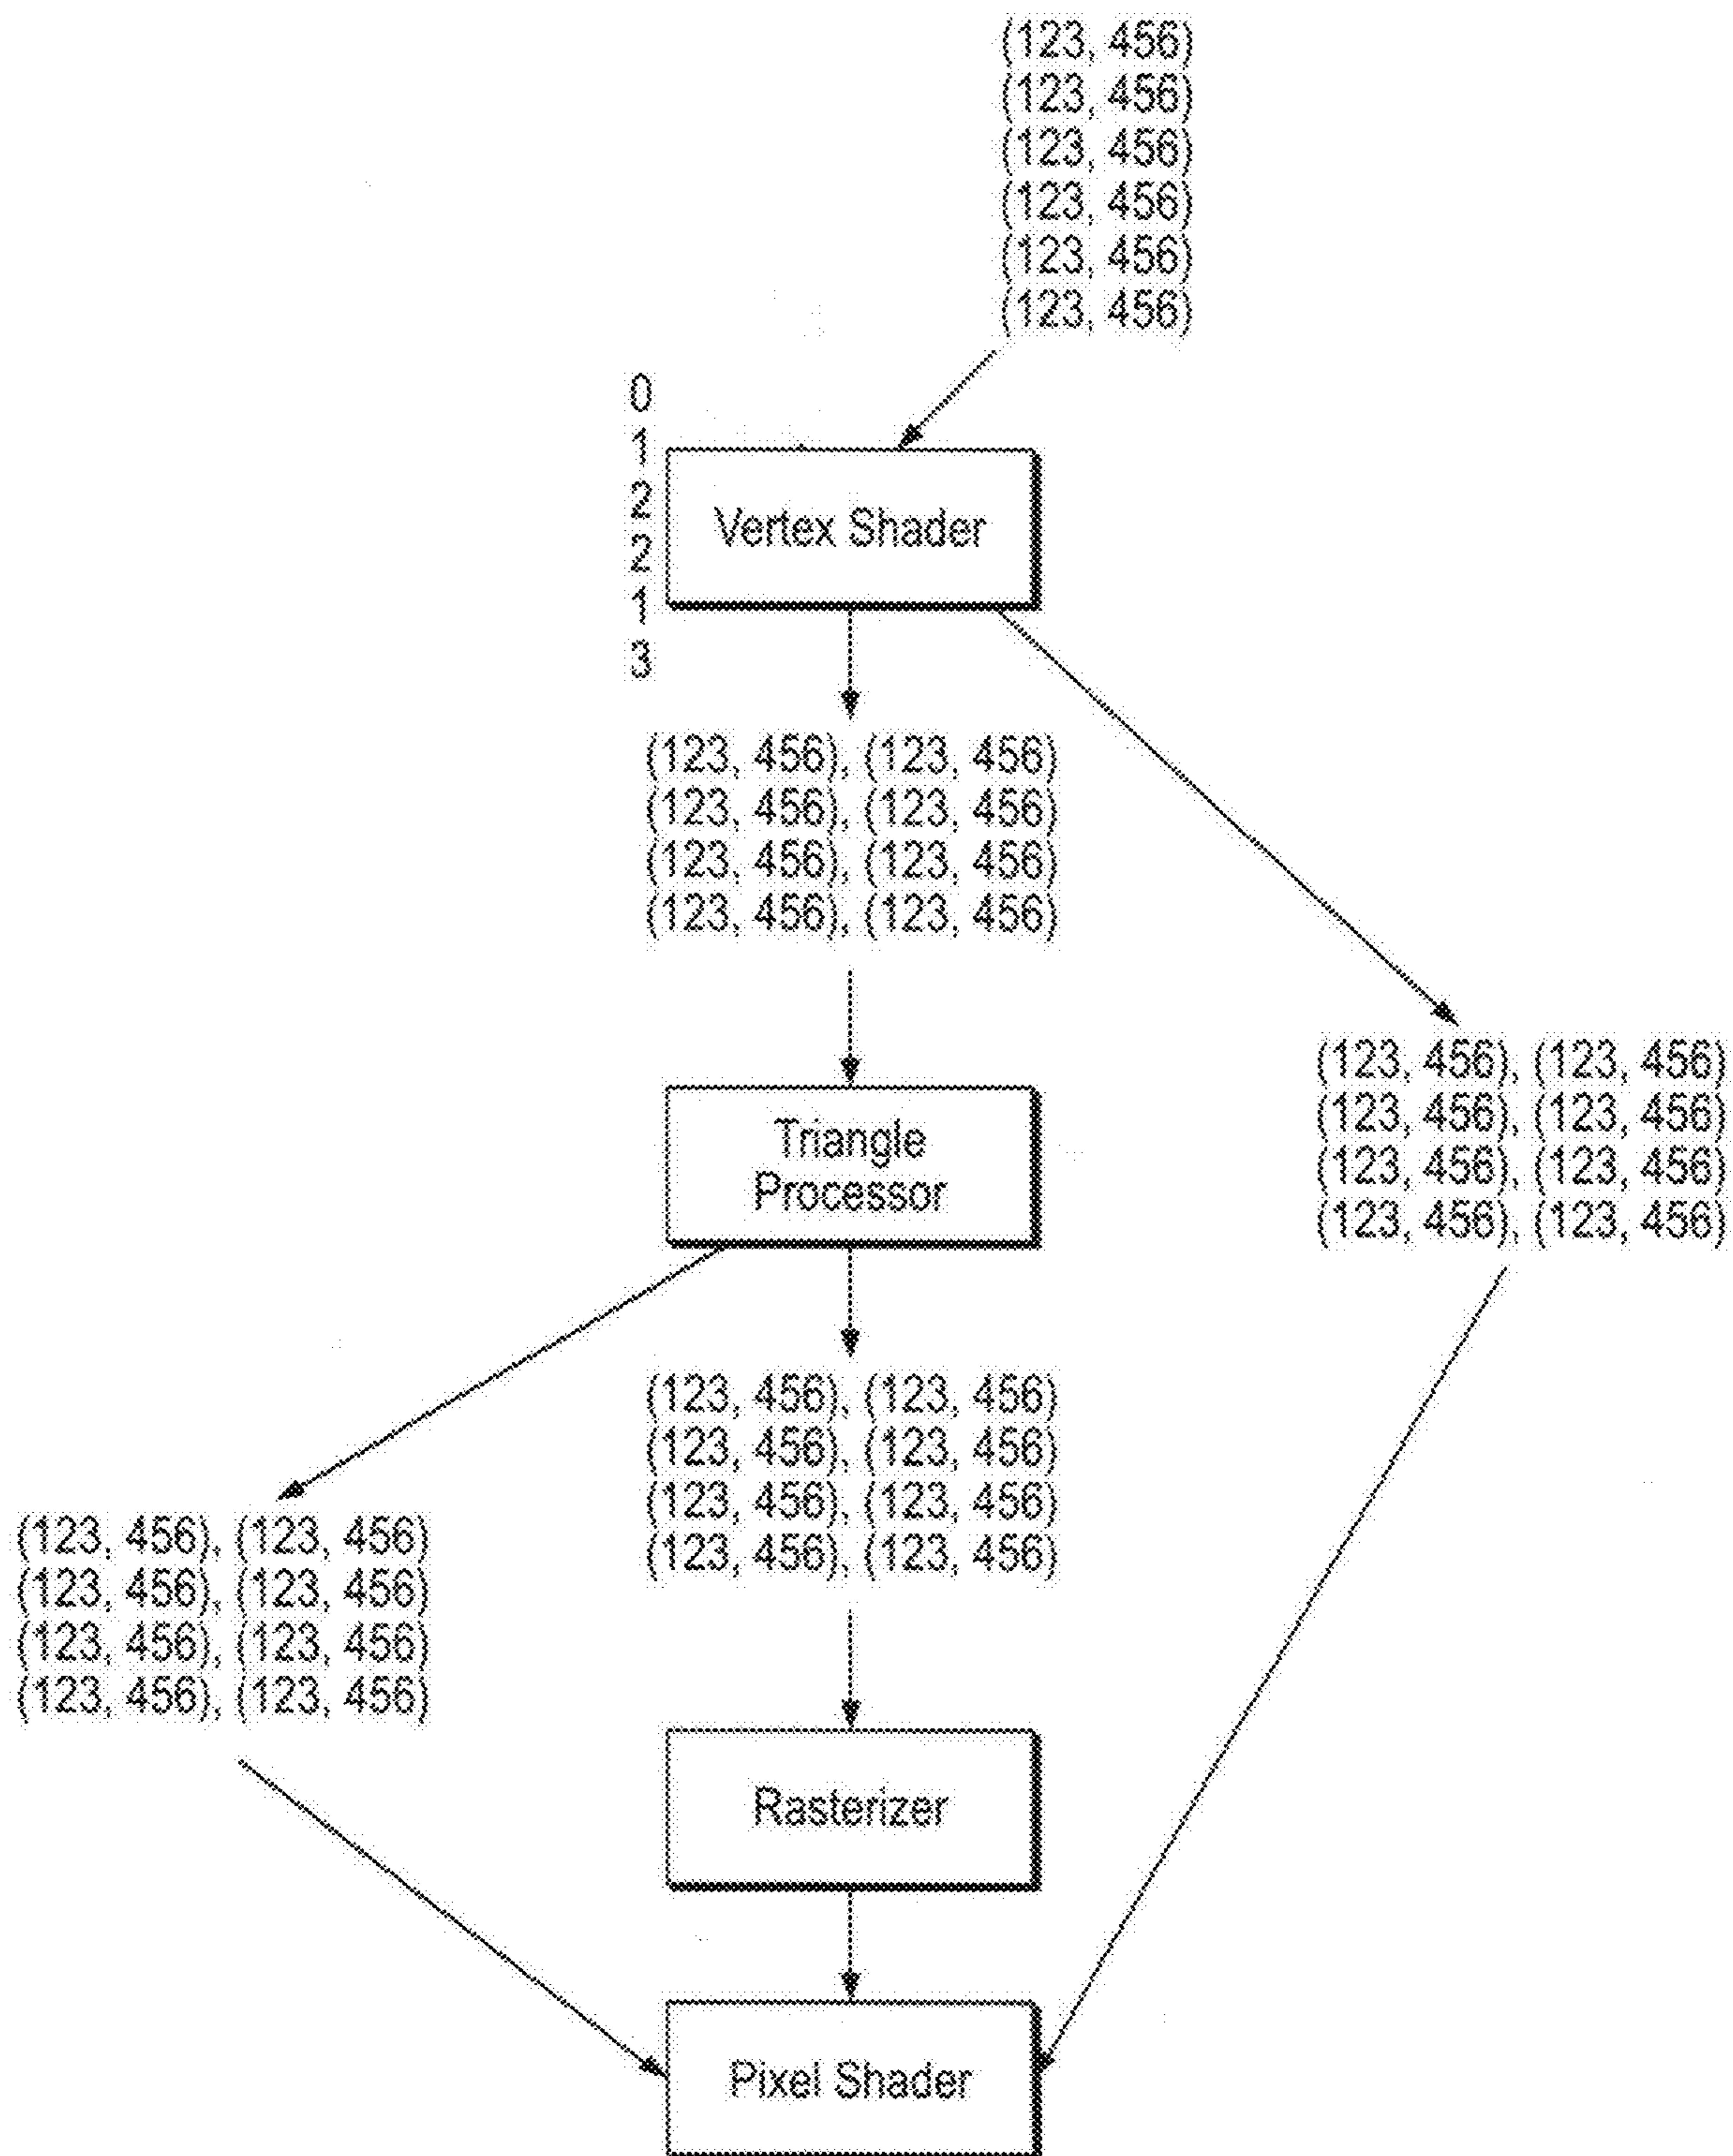 (123, 456)
(123, 456)
(123, 456)
(123, 456)
(123, 456)
(123, 456)
0
1
2
2
1
3
Vertex Shader
(123, 456), (123, 456)
(123, 456), (123, 456)
(123, 456), (123, 456)
(123, 456), (123, 456)
(123, 456), (123, 456)
(123, 456), (123, 456)
(123, 456), (123, 456)
(123, 456), (123, 456)
Triangle
Processor
(123, 456), (123, 456)
(123, 456), (123, 456)
(123, 456), (123, 456)
(123, 456), (123, 456)
(123, 456), (123, 456)
(123, 456), (123, 456)
(123, 456), (123, 456)
(123, 456), (123, 456)
Rasterizer
Pixel Shader